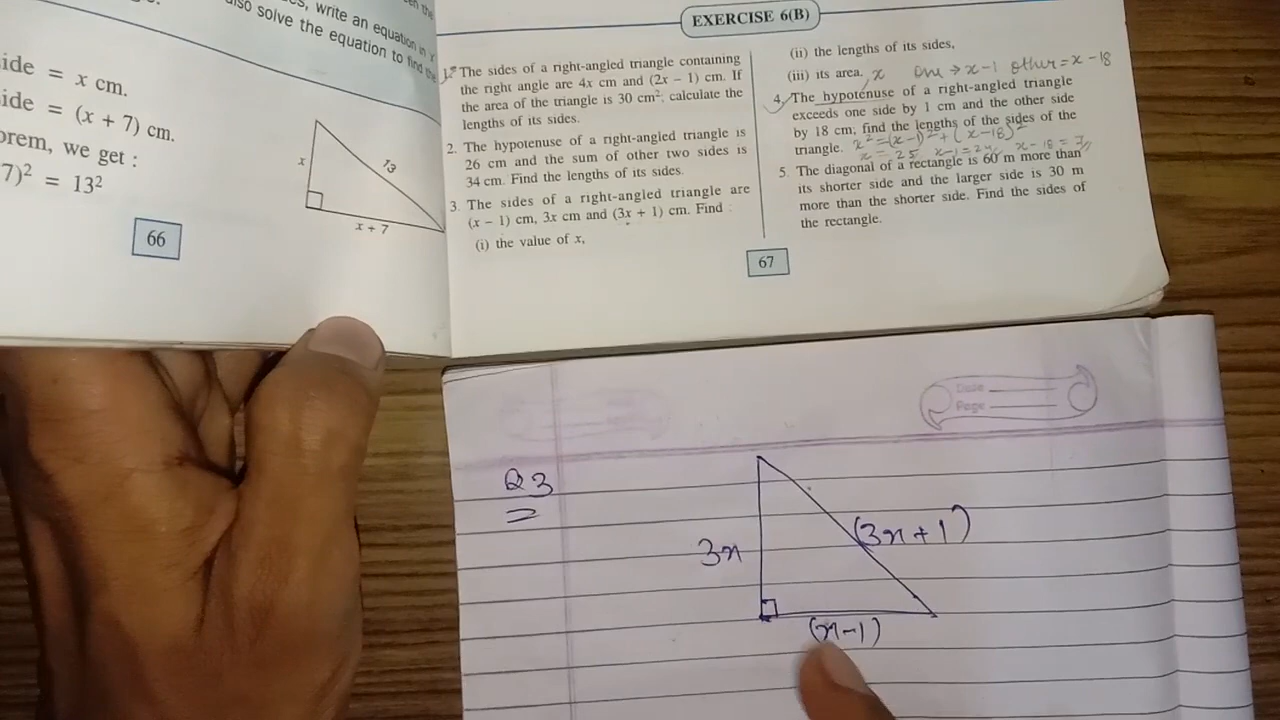 es, write an equation in
also solve the equation to find the
ide = x cm.
ide = (x + 7) cm.
orem, we get :
7)² = 13²
x
13
x + 7
66
EXERCISE 6(B)
1. The sides of a right-angled triangle containing
the right angle are 4x cm and (2x − 1) cm. If
the area of the triangle is 30 cm²; calculate the
lengths of its sides.
2. The hypotenuse of a right-angled triangle is
26 cm and the sum of other two sides is
34 cm. Find the lengths of its sides.
3. The sides of a right-angled triangle are
(x − 1) cm, 3x cm and (3x + 1) cm. Find :
(i) the value of x,
(ii) the lengths of its sides,
(iii) its area. x one → x-1 other = x - 18
4. The hypotenuse of a right-angled triangle
exceeds one side by 1 cm and the other side
by 18 cm; find the lengths of the sides of the
triangle. x² = (x-1)² + (x-18)²
x = 25 x-1 = 24 x - 18 = 7
5. The diagonal of a rectangle is 60 m more than
its shorter side and the larger side is 30 m
more than the shorter side. Find the sides of
the rectangle.
67
Date
Page
Q3
3x
(3x+1)
(x-1)